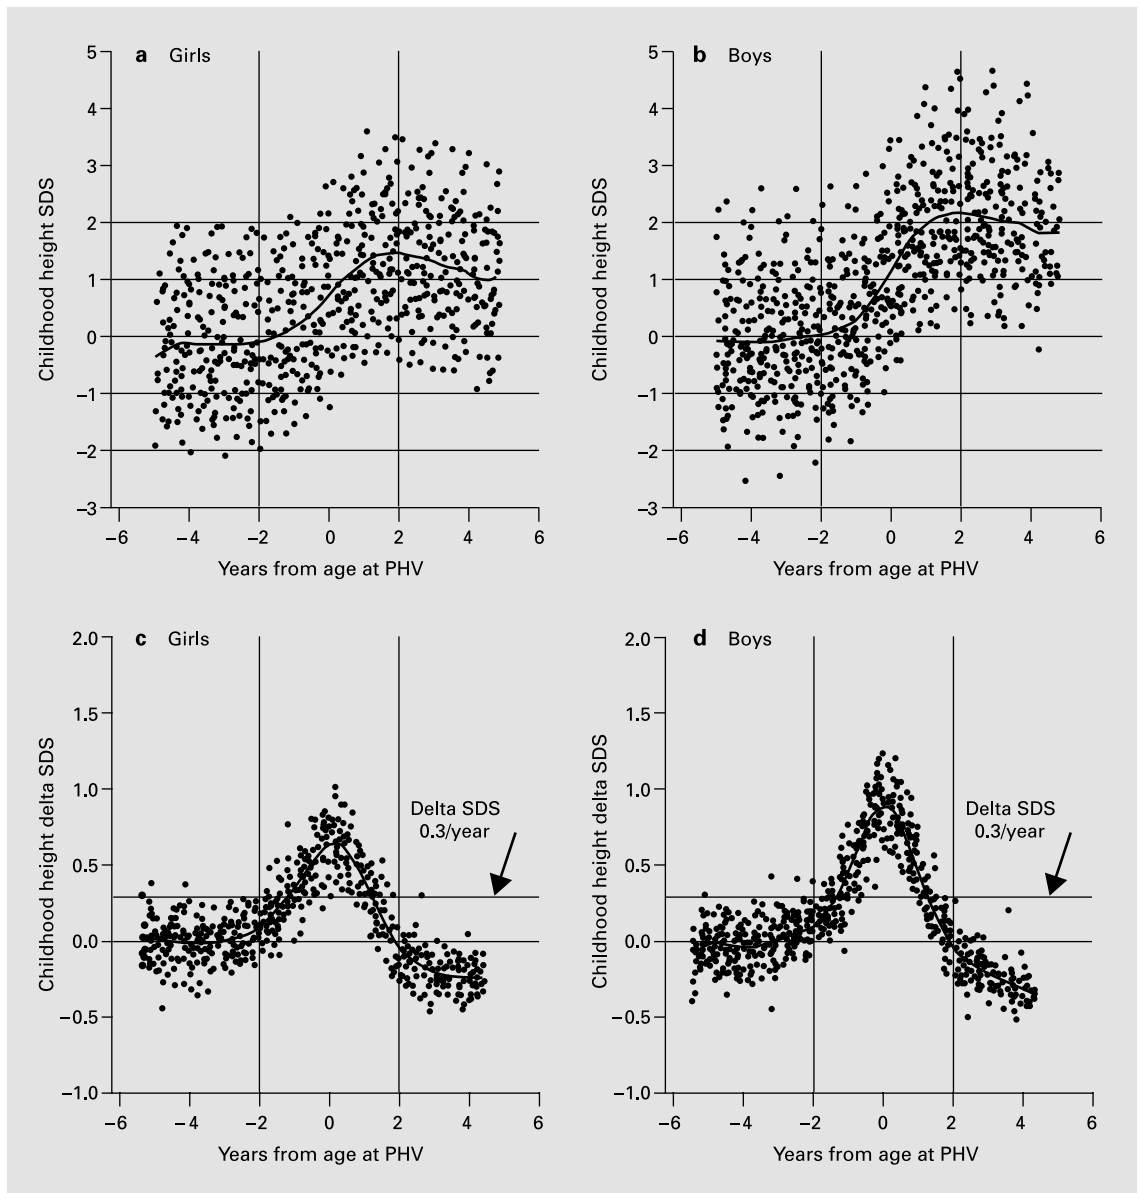 a Girls
5
4
3
2
1
0
−1
−2
−3
Childhood height SDS
−6 −4 −2 0 2 4 6
Years from age at PHV
b Boys
5
4
3
2
1
0
−1
−2
−3
Childhood height SDS
−6 −4 −2 0 2 4 6
Years from age at PHV
c Girls
2.0
1.5
1.0
0.5
0.0
−0.5
−1.0
Childhood height delta SDS
Delta SDS
0.3/year
−6 −4 −2 0 2 4 6
Years from age at PHV
d Boys
2.0
1.5
1.0
0.5
0.0
−0.5
−1.0
Childhood height delta SDS
Delta SDS
0.3/year
−6 −4 −2 0 2 4 6
Years from age at PHV